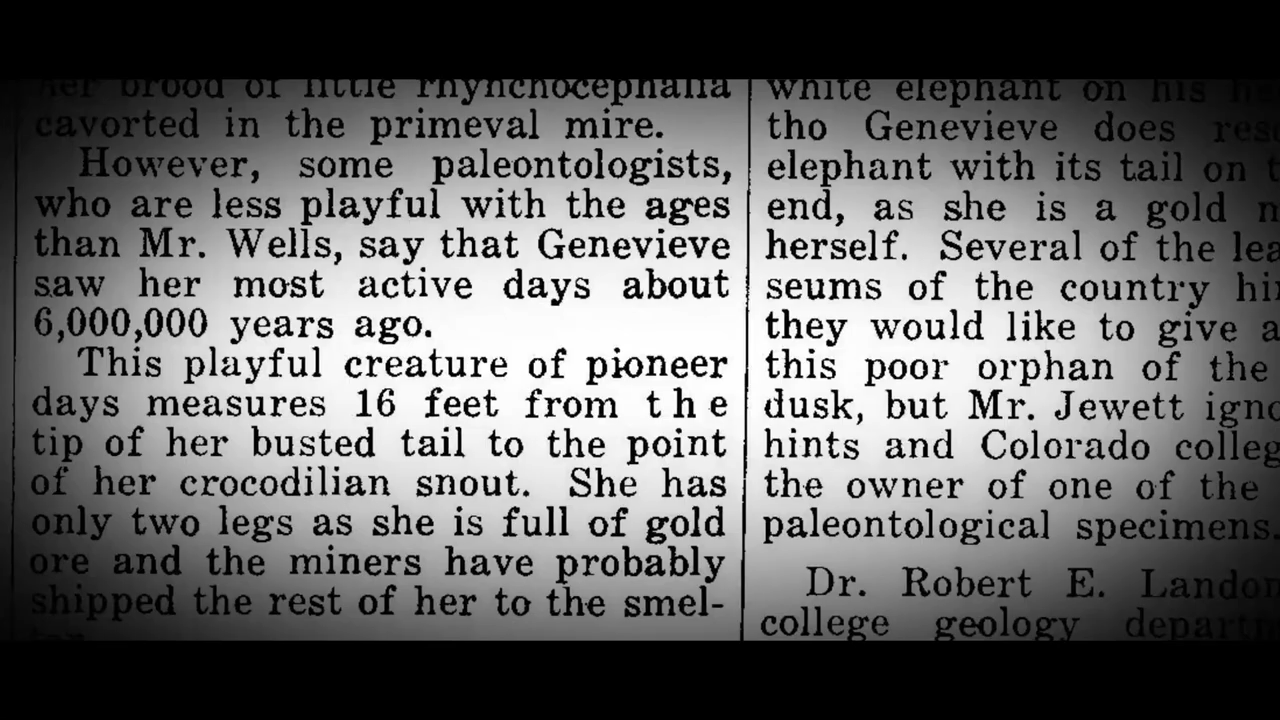 her brood of little rhynchocephalia
cavorted in the primeval mire.
However, some paleontologists,
who are less playful with the ages
than Mr. Wells, say that Genevieve
saw her most active days about
6,000,000 years ago.
This playful creature of pioneer
days measures 16 feet from the
tip of her busted tail to the point
of her crocodilian snout. She has
only two legs as she is full of gold
ore and the miners have probably
shipped the rest of her to the smel-
white elephant on his
tho Genevieve does
elephant with its tail on
end, as she is a gold
herself. Several of the
seums of the country
they would like to give
this poor orphan of the
dusk, but Mr. Jewett
hints and Colorado
the owner of one of the
paleontological specimens.
Dr. Robert E. Landon
college geology